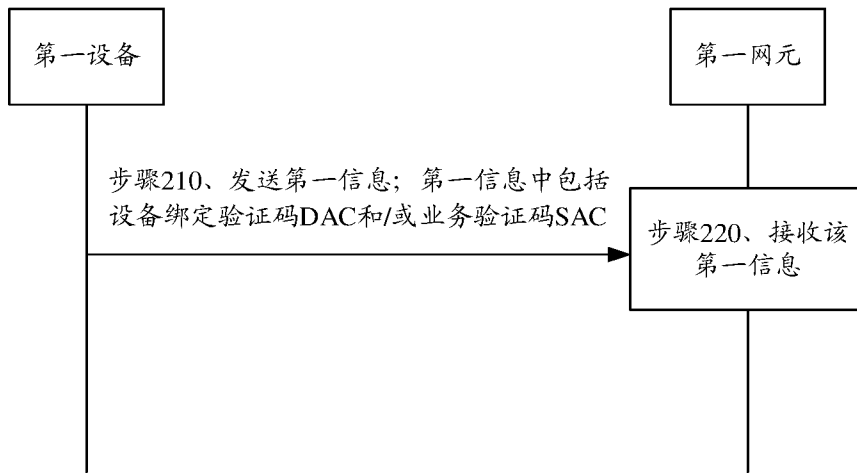 第一设备
第一网元
步骤210、发送第一信息；第一信息中包括
设备绑定验证码DAC和/或业务验证码SAC
步骤220、接收该
第一信息